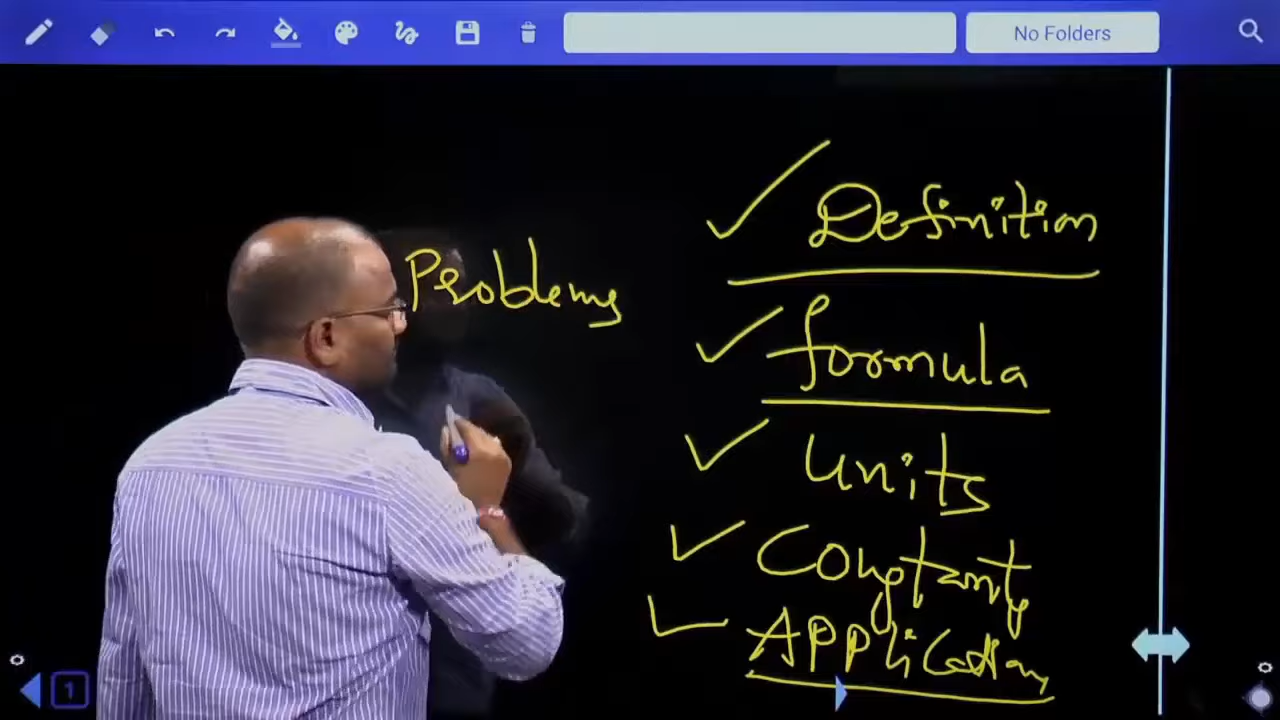 No Folders
Definition
Problems
formula
units
Constants
Application
1